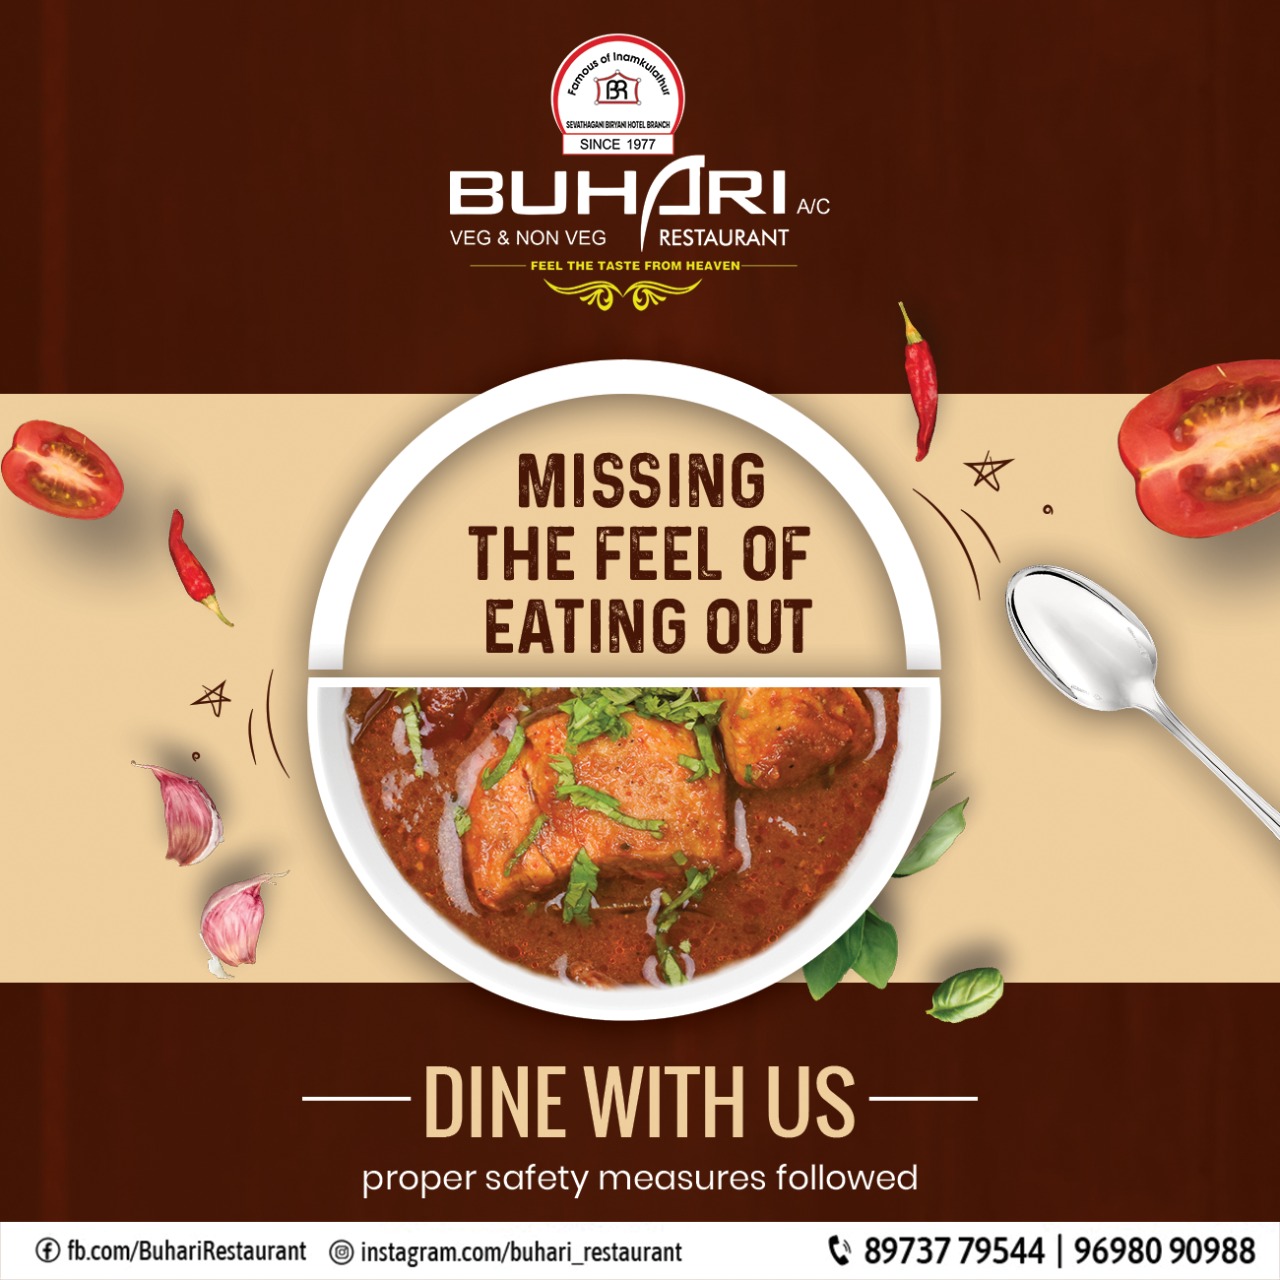 Famous of Inamkulathur
BR
SEVATHAGANI BIRYANI HOTEL BRANCH
SINCE 1977
BUHARI A/C
VEG & NON VEG RESTAURANT
FEEL THE TASTE FROM HEAVEN
MISSING
THE FEEL OF
EATING OUT
DINE WITH US
proper safety measures followed
fb.com/BuhariRestaurant instagram.com/buhari_restaurant 89737 79544 | 96980 90988